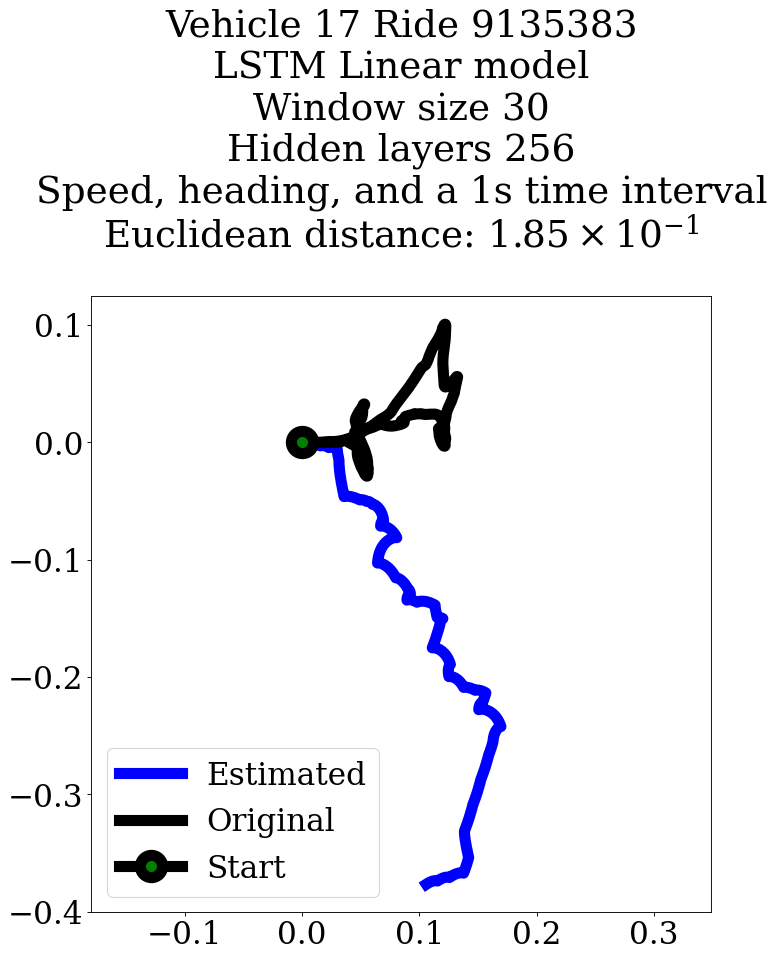 Vehicle 17 Ride 9135383
LSTM Linear model
Window size 30
Hidden layers 256
Speed, heading, and a 1s time interval
Euclidean distance: 1.85 × 10⁻¹
0.1
0.0
−0.1
−0.2
−0.3
−0.4
Estimated
Original
Start
−0.1 0.0 0.1 0.2 0.3